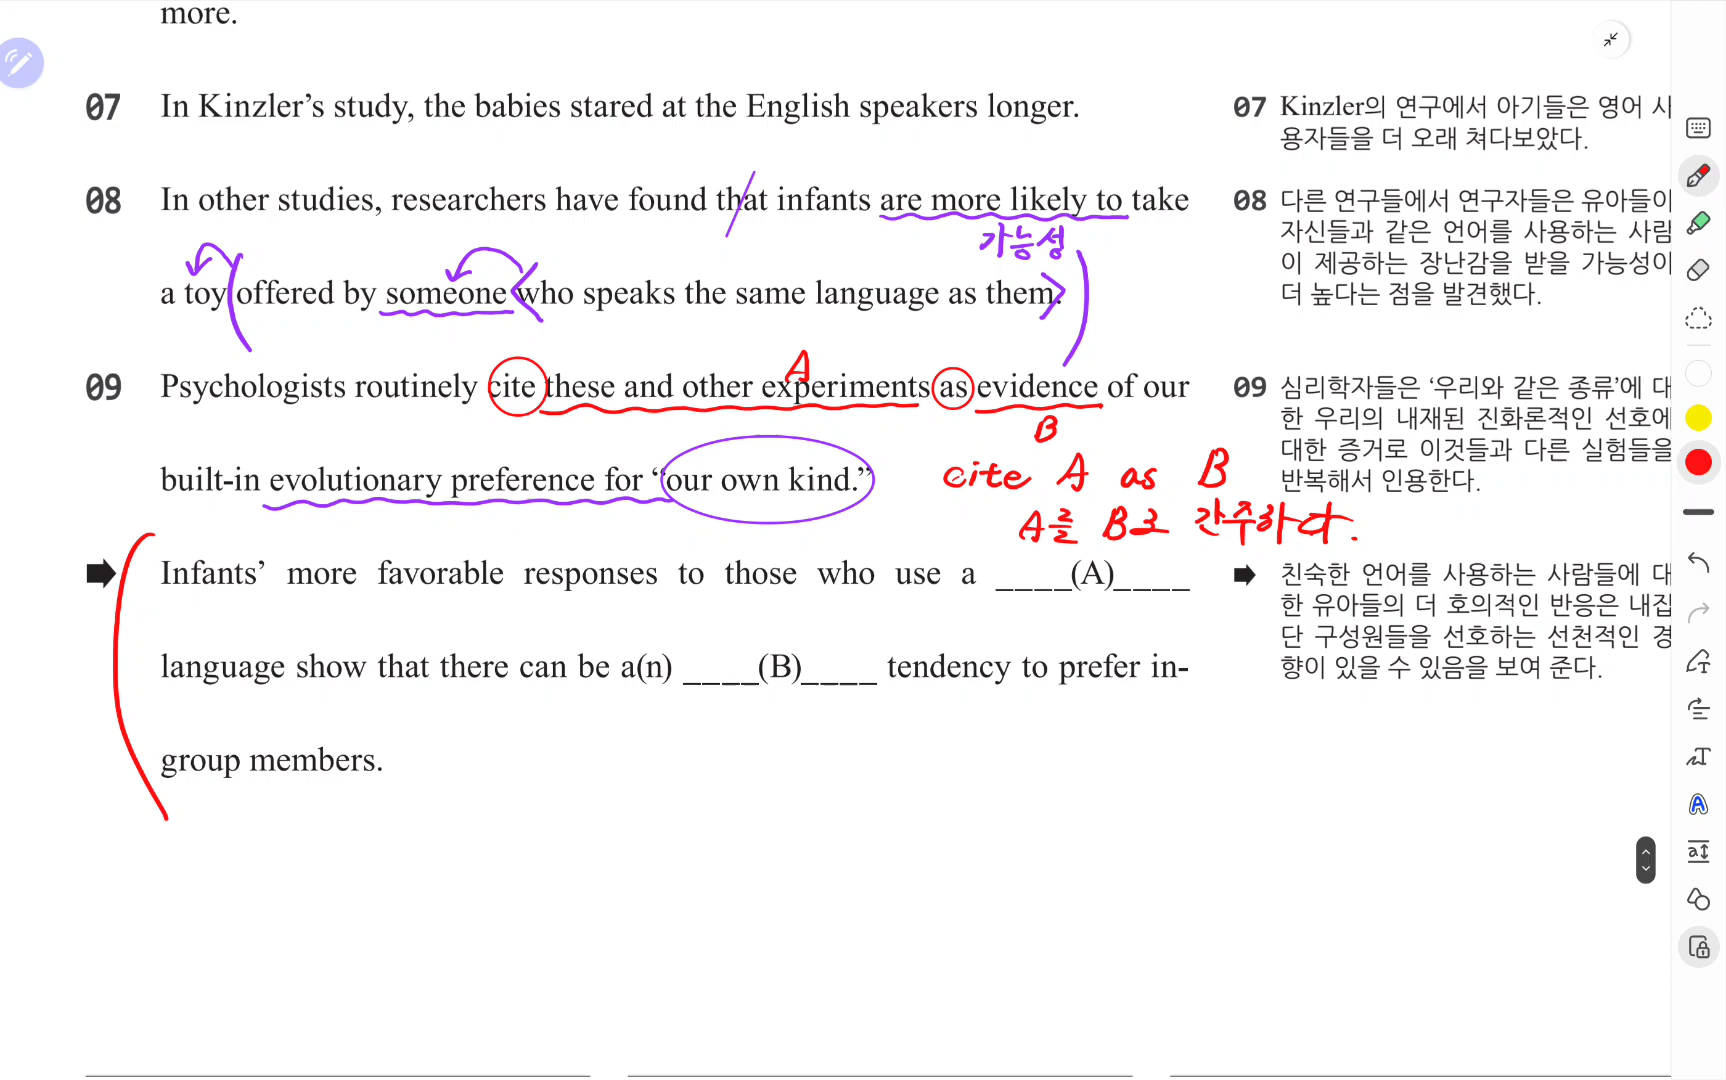 more.
07 In Kinzler’s study, the babies stared at the English speakers longer.
07 Kinzler의 연구에서 아기들은 영어 사
용자들을 더 오래 쳐다보았다.
08 In other studies, researchers have found that infants are more likely to take
가능성
a toy offered by someone who speaks the same language as them.
08 다른 연구들에서 연구자들은 유아들이
자신들과 같은 언어를 사용하는 사람
이 제공하는 장난감을 받을 가능성이
더 높다는 점을 발견했다.
A
09 Psychologists routinely cite these and other experiments as evidence of our
B
built-in evolutionary preference for “our own kind.”
cite A as B
A를 B로 간주하다.
09 심리학자들은 ‘우리와 같은 종류’에 대
한 우리의 내재된 진화론적인 선호에
대한 증거로 이것들과 다른 실험들을
반복해서 인용한다.
➡ Infants’ more favorable responses to those who use a ____(A)____
language show that there can be a(n) ____(B)____ tendency to prefer in-
group members.
➡ 친숙한 언어를 사용하는 사람들에 대
한 유아들의 더 호의적인 반응은 내집
단 구성원들을 선호하는 선천적인 경
향이 있을 수 있음을 보여 준다.